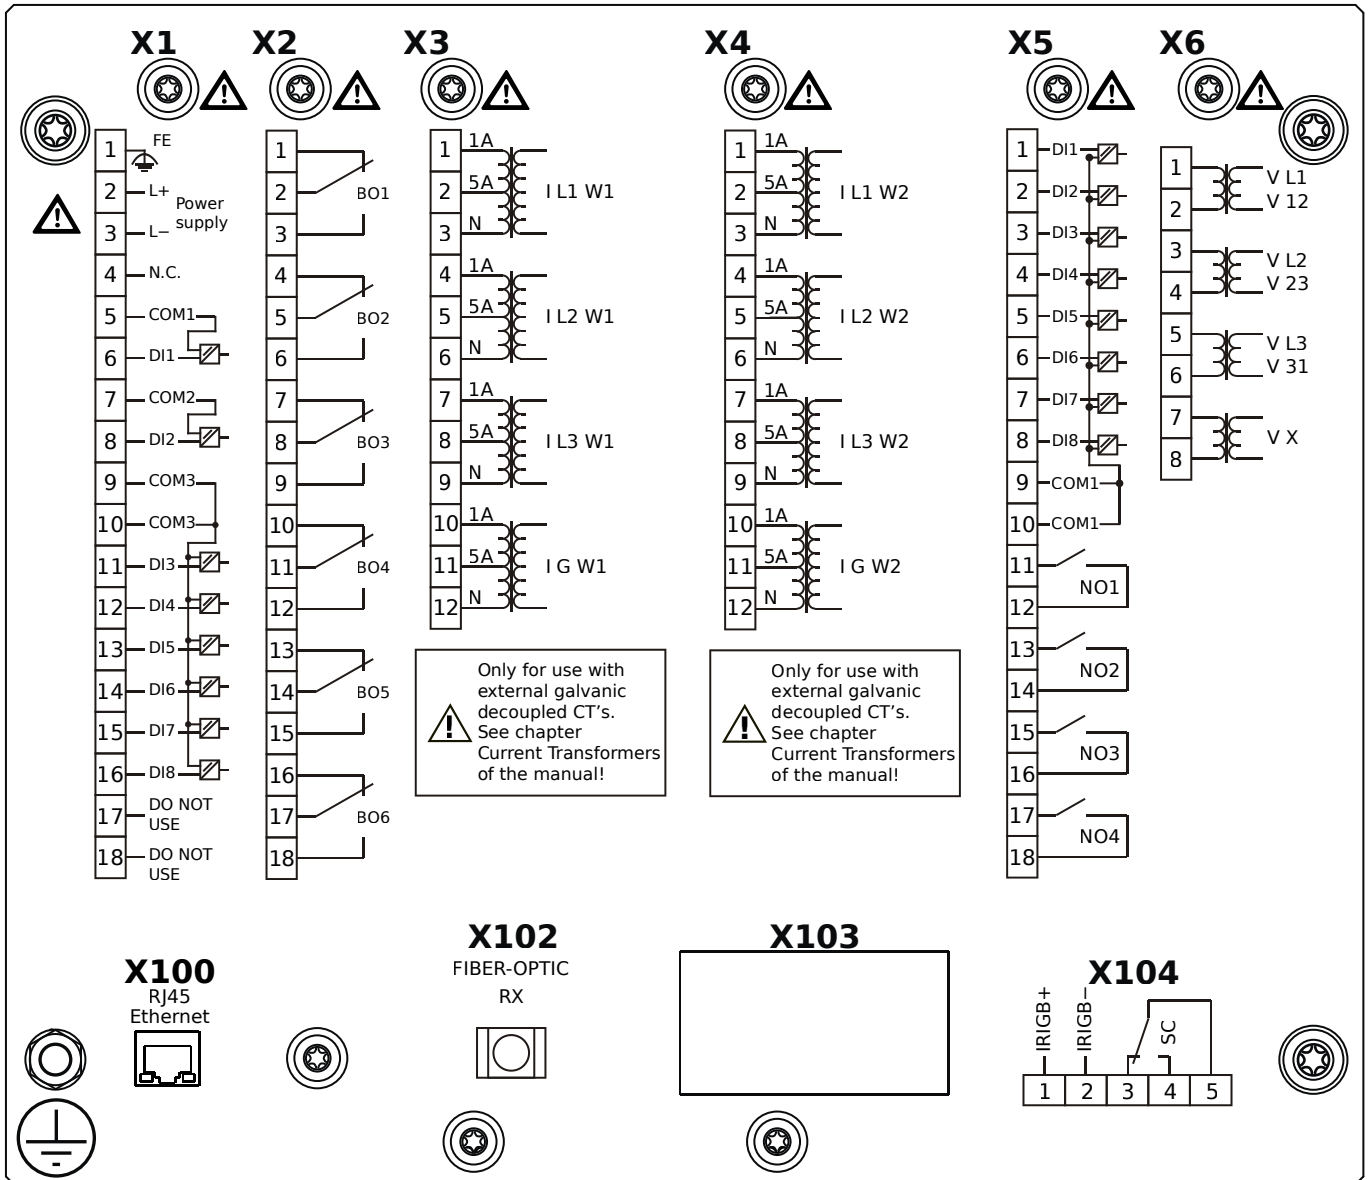 X1
1
FE
2
L+
Power
supply
3
L−
4
N.C.
5
COM1
6
DI1
7
COM2
8
DI2
9
COM3
10
COM3
11
DI3
12
DI4
13
DI5
14
DI6
15
DI7
16
DI8
17
DO NOT
USE
18
DO NOT
USE
X2
1
2
BO1
3
4
5
BO2
6
7
8
BO3
9
10
11
BO4
12
13
14
BO5
15
16
17
BO6
18
X3
1
1A
2
5A
I L1 W1
3
N
4
1A
5
5A
I L2 W1
6
N
7
1A
8
5A
I L3 W1
9
N
10
1A
11
5A
I G W1
12
N
Only for use with
external galvanic
decoupled CT's.
See chapter
Current Transformers
of the manual!
X4
1
1A
2
5A
I L1 W2
3
N
4
1A
5
5A
I L2 W2
6
N
7
1A
8
5A
I L3 W2
9
N
10
1A
11
5A
I G W2
12
N
Only for use with
external galvanic
decoupled CT's.
See chapter
Current Transformers
of the manual!
X5
1
DI1
2
DI2
3
DI3
4
DI4
5
DI5
6
DI6
7
DI7
8
DI8
9
COM1
10
COM1
11
NO1
12
13
NO2
14
15
NO3
16
17
NO4
18
X6
1
V L1
2
V 12
3
V L2
4
V 23
5
V L3
6
V 31
7
V X
8
X100
RJ45
Ethernet
X102
FIBER-OPTIC
RX
X103
X104
IRIGB+
IRIGB−
SC
1 2 3 4 5